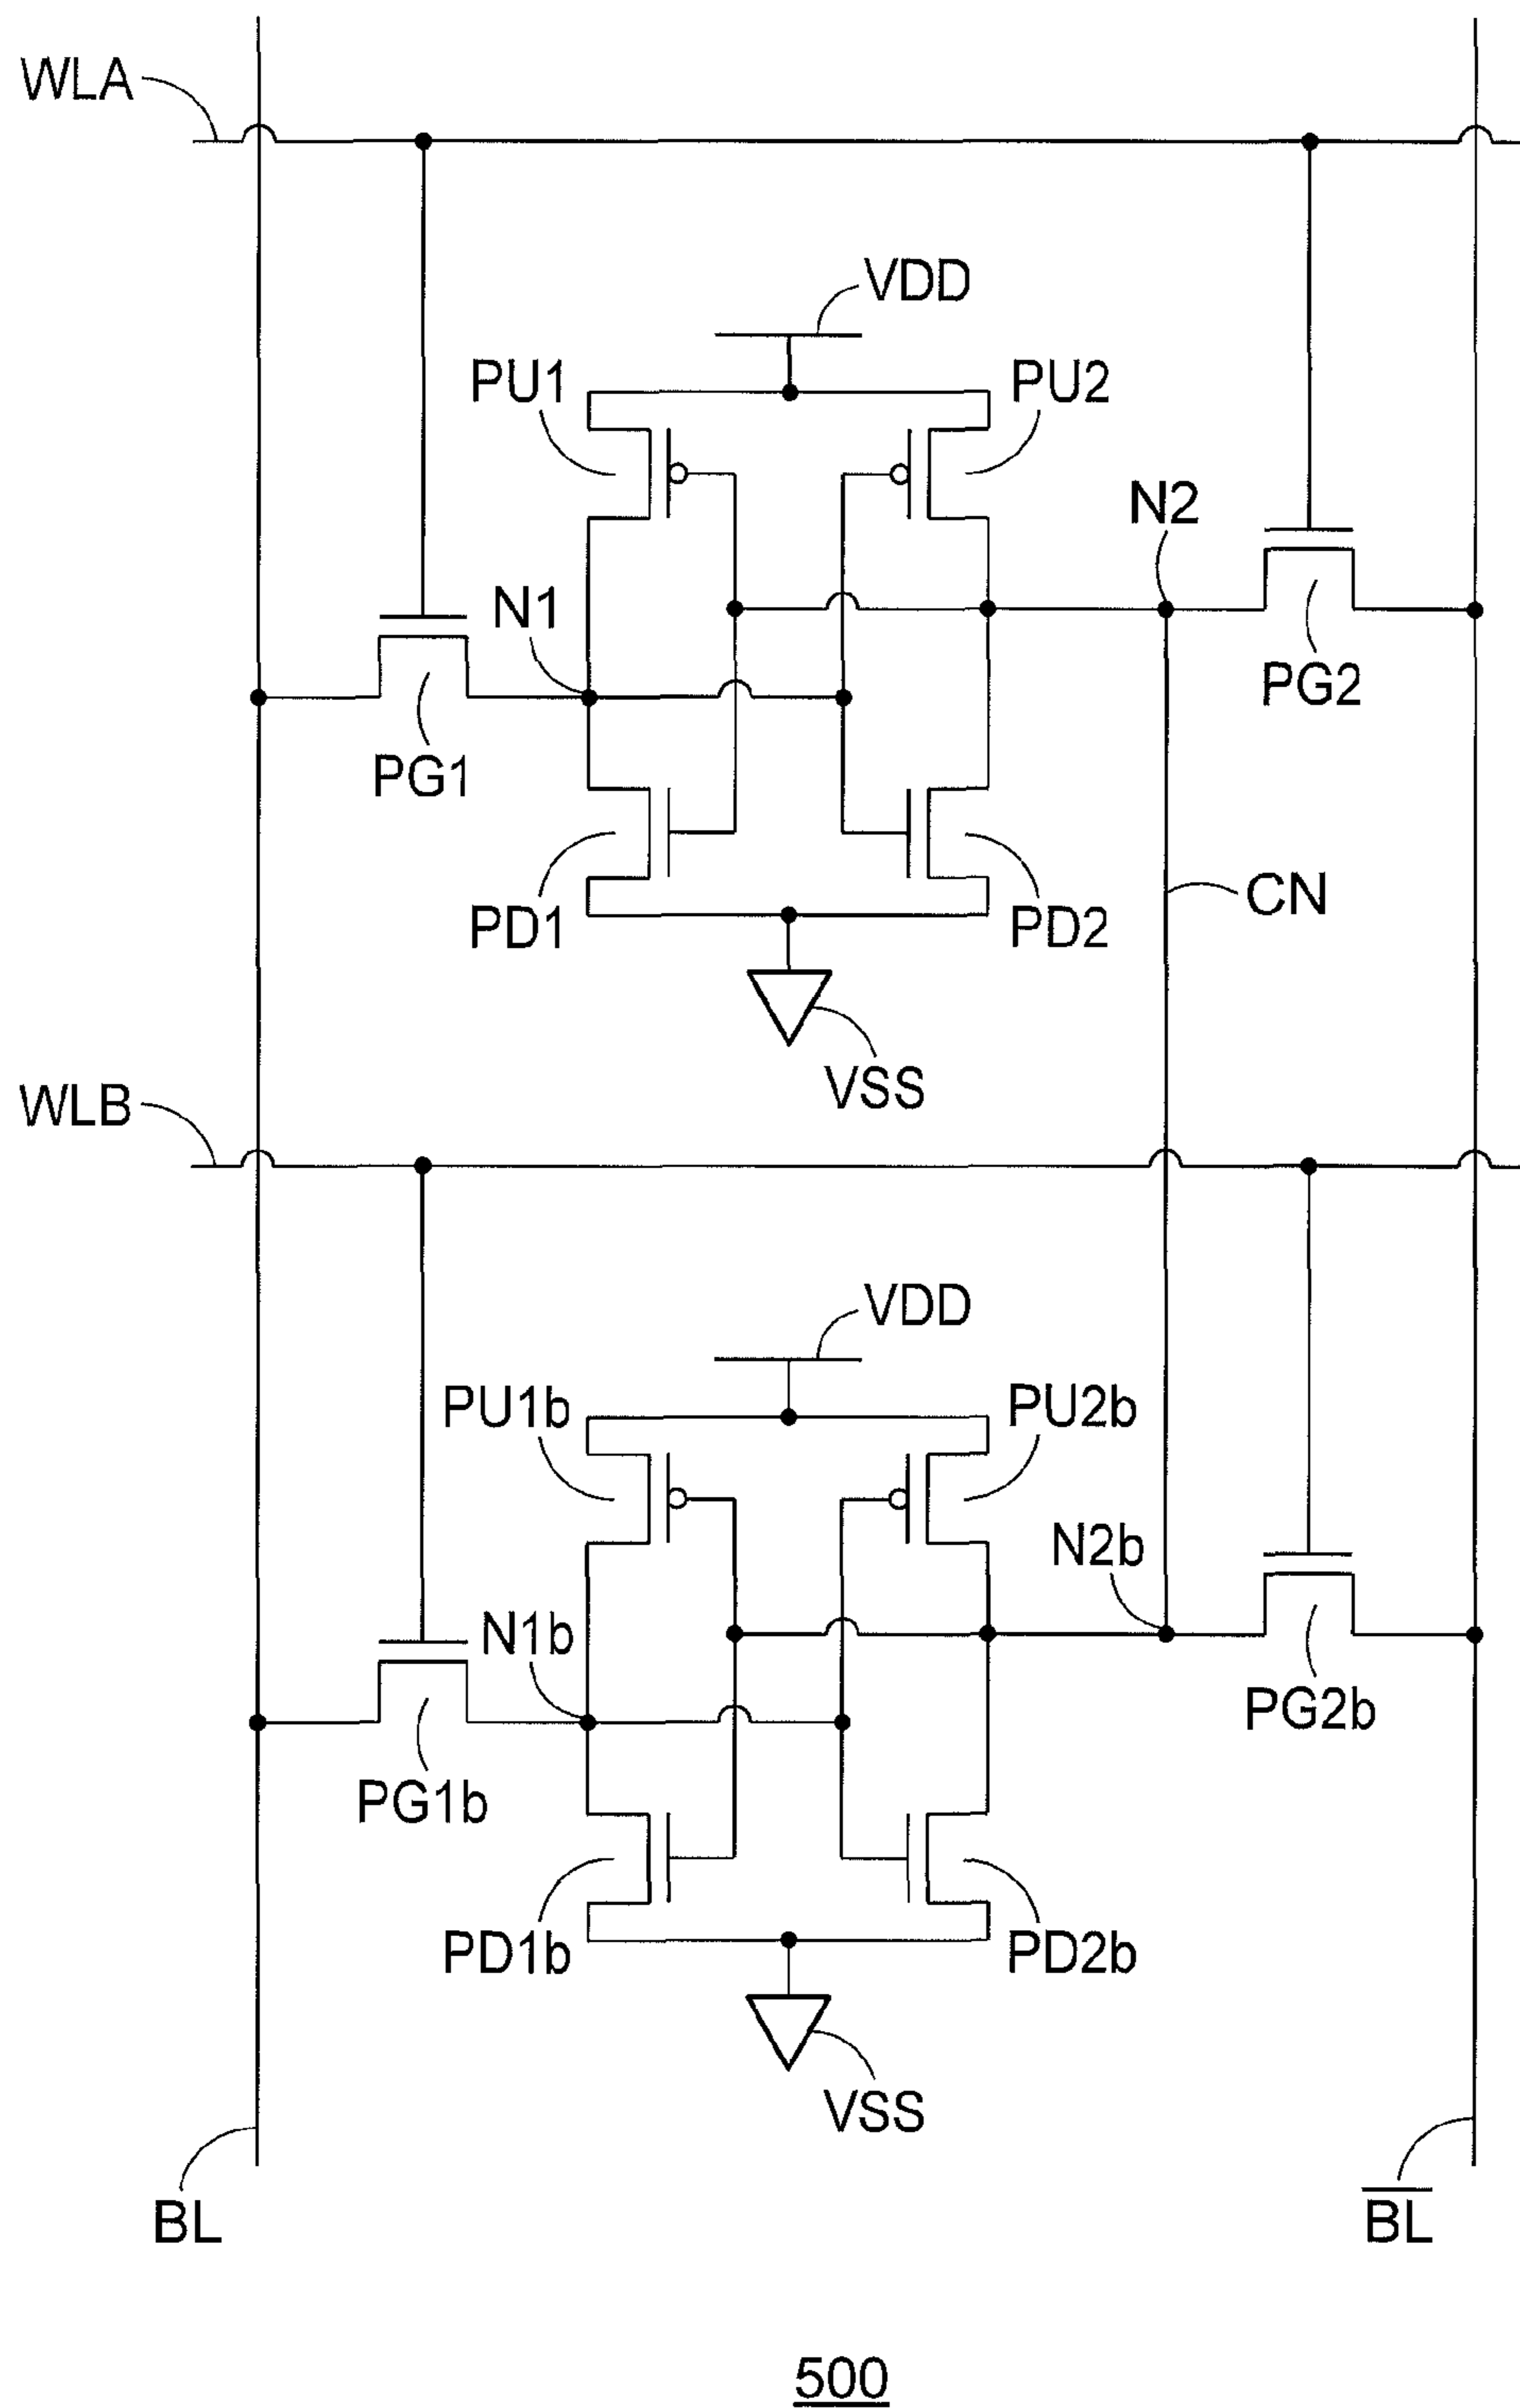 WLA
VDD
PU1
PU2
N2
N1
PG2
PG1
CN
PD1
PD2
VSS
WLB
VDD
PU1b
PU2b
N2b
N1b
PG2b
PG1b
PD1b
PD2b
VSS
BL
B̅L̅
500